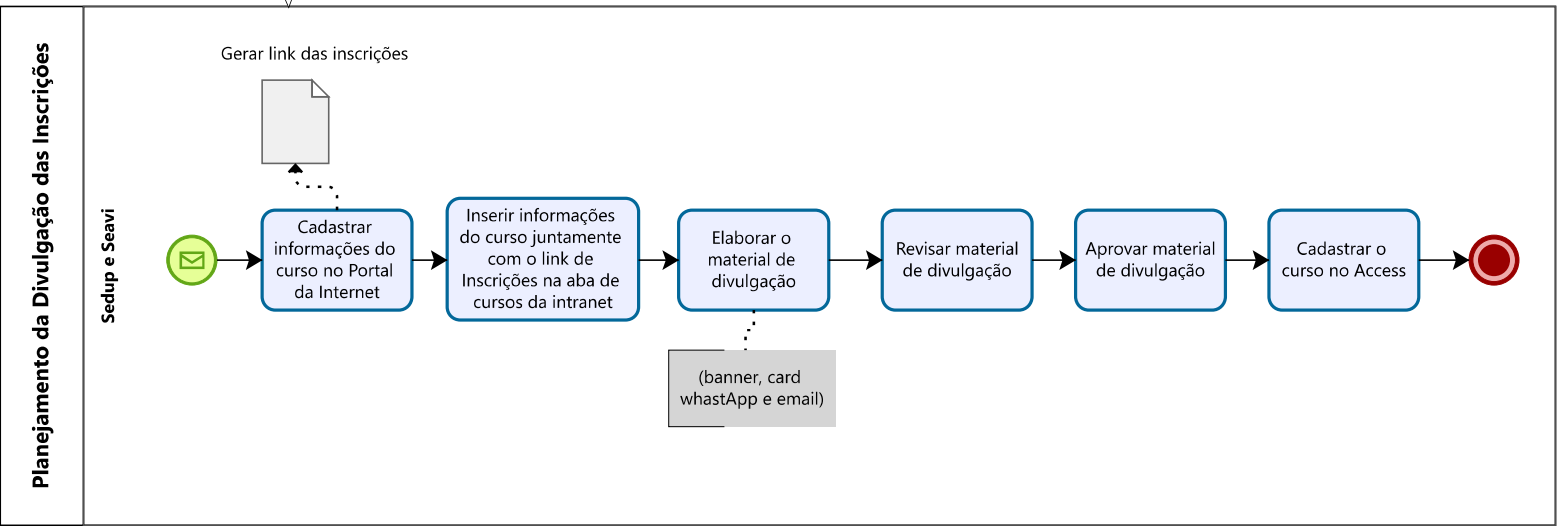 Planejamento da Divulgação das Inscrições
Sedup e Seavi
Gerar link das inscrições
Cadastrar
informações do
curso no Portal
da Internet
Inserir informações
do curso juntamente
com o link de
Inscrições na aba de
cursos da intranet
Elaborar o
material de
divulgação
(banner, card
whastApp e email)
Revisar material
de divulgação
Aprovar material
de divulgação
Cadastrar o
curso no Access